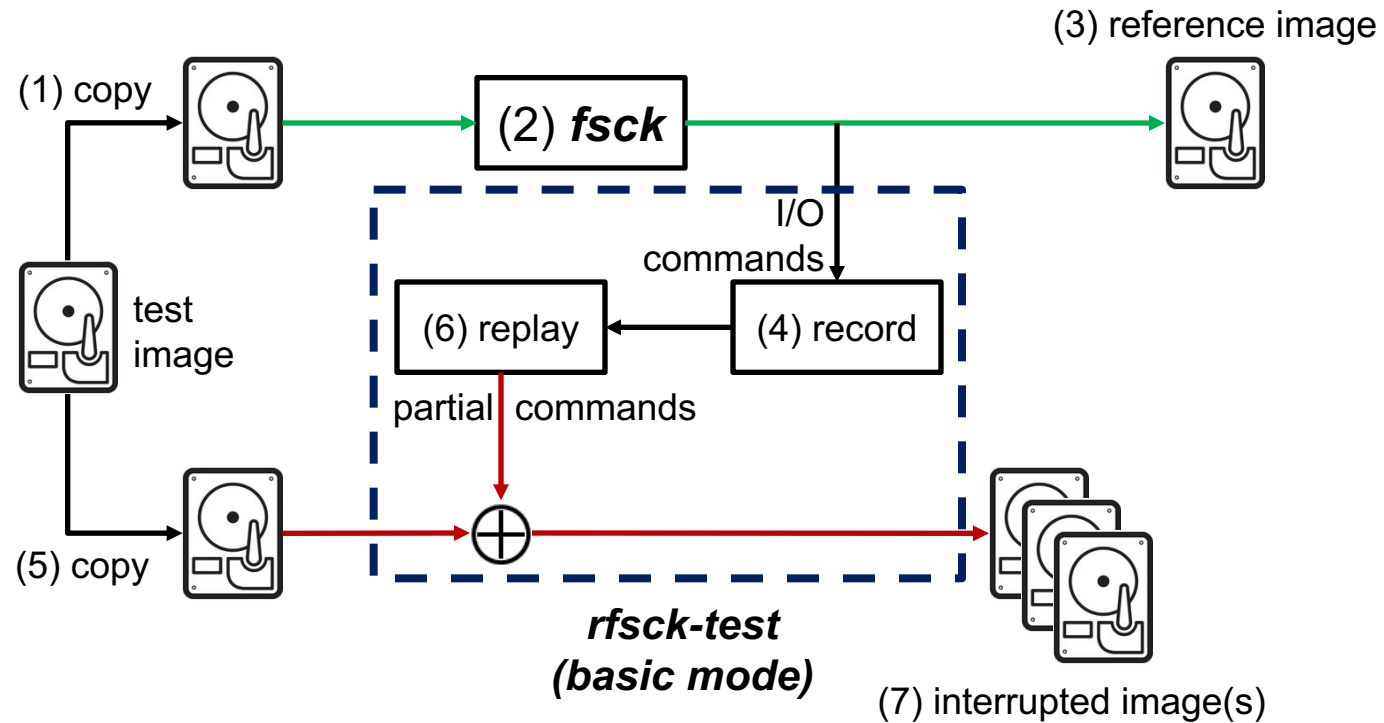 (3) reference image
(1) copy
(2) fsck
I/O
commands
test
image
(6) replay
(4) record
partial commands
(5) copy
rfsck-test
(basic mode)
(7) interrupted image(s)